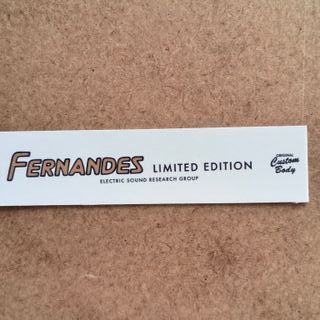 FERNANDES LIMITED EDITION
ELECTRIC SOUND RESEARCH GROUP
ORIGINAL
Custom
Body